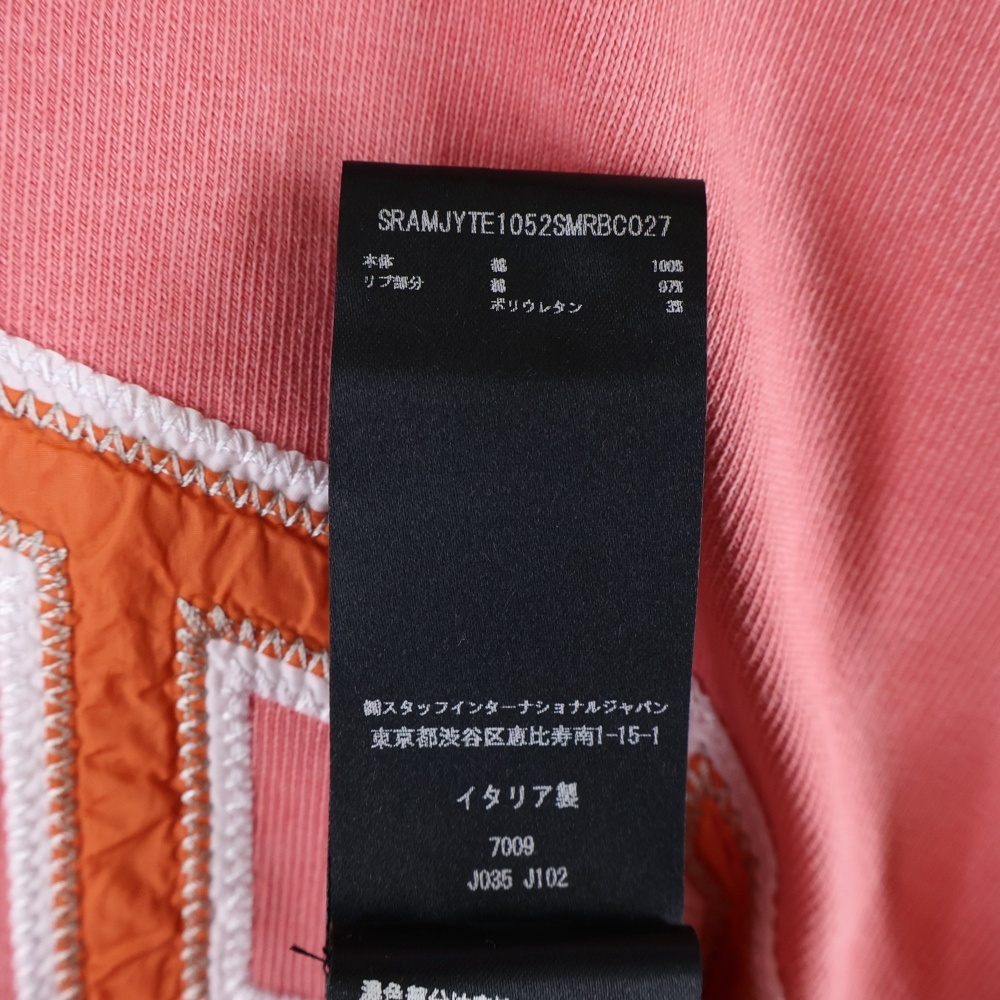 SRAMJYTE1052SMRBC027
本体 綿 100%
リブ部分 綿 97%
ポリウレタン 3%
㈱スタッフインターナショナルジャパン
東京都渋谷区恵比寿南1-15-1
イタリア製
7009
J035 J102